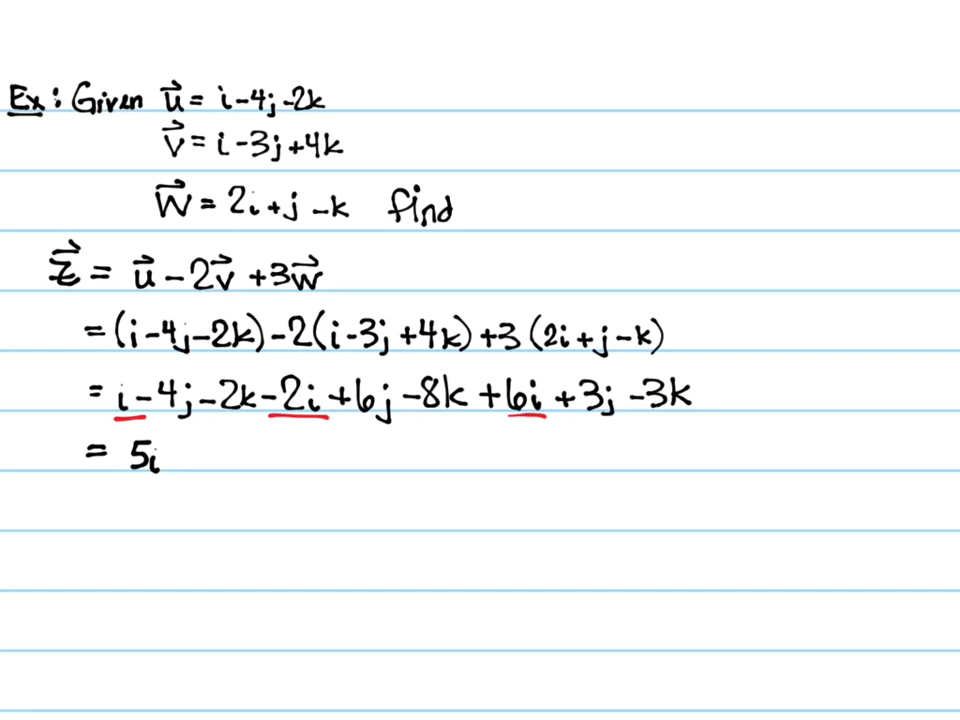 Ex: Given u⃗ = i-4j-2k
v⃗ = i-3j+4k
w⃗ = 2i+j-k find
z⃗ = u⃗ - 2v⃗ + 3w⃗
= (i-4j-2k)-2(i-3j+4k)+3(2i+j-k)
= i-4j-2k-2i+6j-8k+6i+3j-3k
= 5i